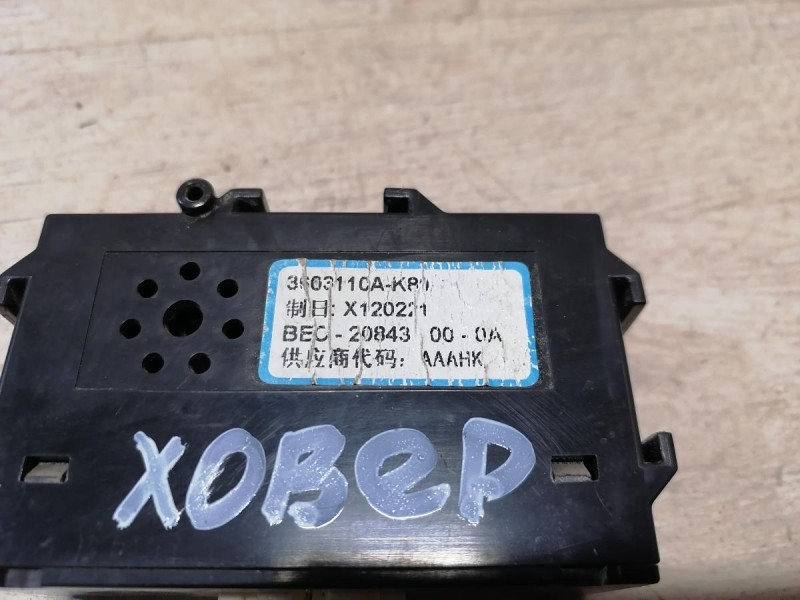 3603110A-K80
制日: X120221
BEC - 20843 00 - 0A
供应商代码: AAAHK
ХОВЕР